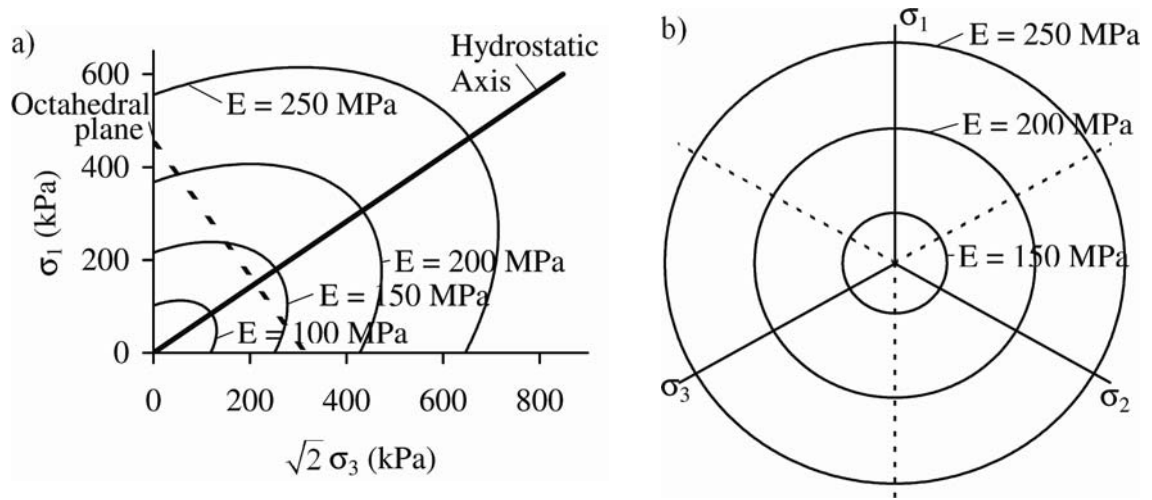 a)
600
400
200
0
σ₁ (kPa)
Octahedral
plane
Hydrostatic
Axis
E = 250 MPa
E = 200 MPa
E = 150 MPa
E = 100 MPa
0 200 400 600 800
√2 σ₃ (kPa)
b)
σ₁
E = 250 MPa
E = 200 MPa
E = 150 MPa
σ₃
σ₂